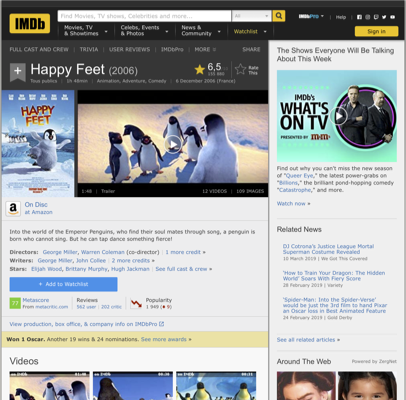 IMDb
Find Movies, TV shows, Celebrities and more...
All
IMDbPro
Help
Movies, TV
& Showtimes
Celebs, Events
& Photos
News &
Community
Watchlist
Sign in
FULL CAST AND CREW | TRIVIA | USER REVIEWS | IMDbPro | MORE
SHARE
Happy Feet (2006)
6,5
Rate
This
Tous publics | 1h 48min | Animation, Adventure, Comedy | 6 December 2006 (France)
HAPPY FEET
1:48 | Trailer
12 VIDEOS | 109 IMAGES
On Disc
at Amazon
Into the world of the Emperor Penguins, who find their soul mates through song, a penguin is
born who cannot sing. But he can tap dance something fierce!
Directors: George Miller, Warren Coleman (co-director) | 1 more credit »
Writers: George Miller, John Collee | 2 more credits »
Stars: Elijah Wood, Brittany Murphy, Hugh Jackman | See full cast & crew »
+ Add to Watchlist
77
Metascore
From metacritic.com
Reviews
562 user | 202 critic
Popularity
1 949 (9)
View production, box office, & company info on IMDbPro
Won 1 Oscar. Another 19 wins & 24 nominations. See more awards »
Videos
The Shows Everyone Will Be Talking
About This Week
IMDb's
WHAT'S
ON TV
PRESENTED BY m&m's
Find out why you can't miss the new season
of "Queer Eye," the latest power-grabs on
"Billions," the brilliant pond-hopping comedy
"Catastrophe," and more.
Watch now »
Related News
DJ Cotrona's Justice League Mortal
Superman Costume Revealed
10 March 2019 | We Got This Covered
'How to Train Your Dragon: The Hidden
World' Soars With Fiery Score
28 February 2019 | Variety
'Spider-Man: Into the Spider-Verse'
would be just the 3rd film to hand Pixar
an Oscar loss in Best Animated Feature
24 February 2019 | Gold Derby
See all related articles »
Around The Web
Powered by ZergNet